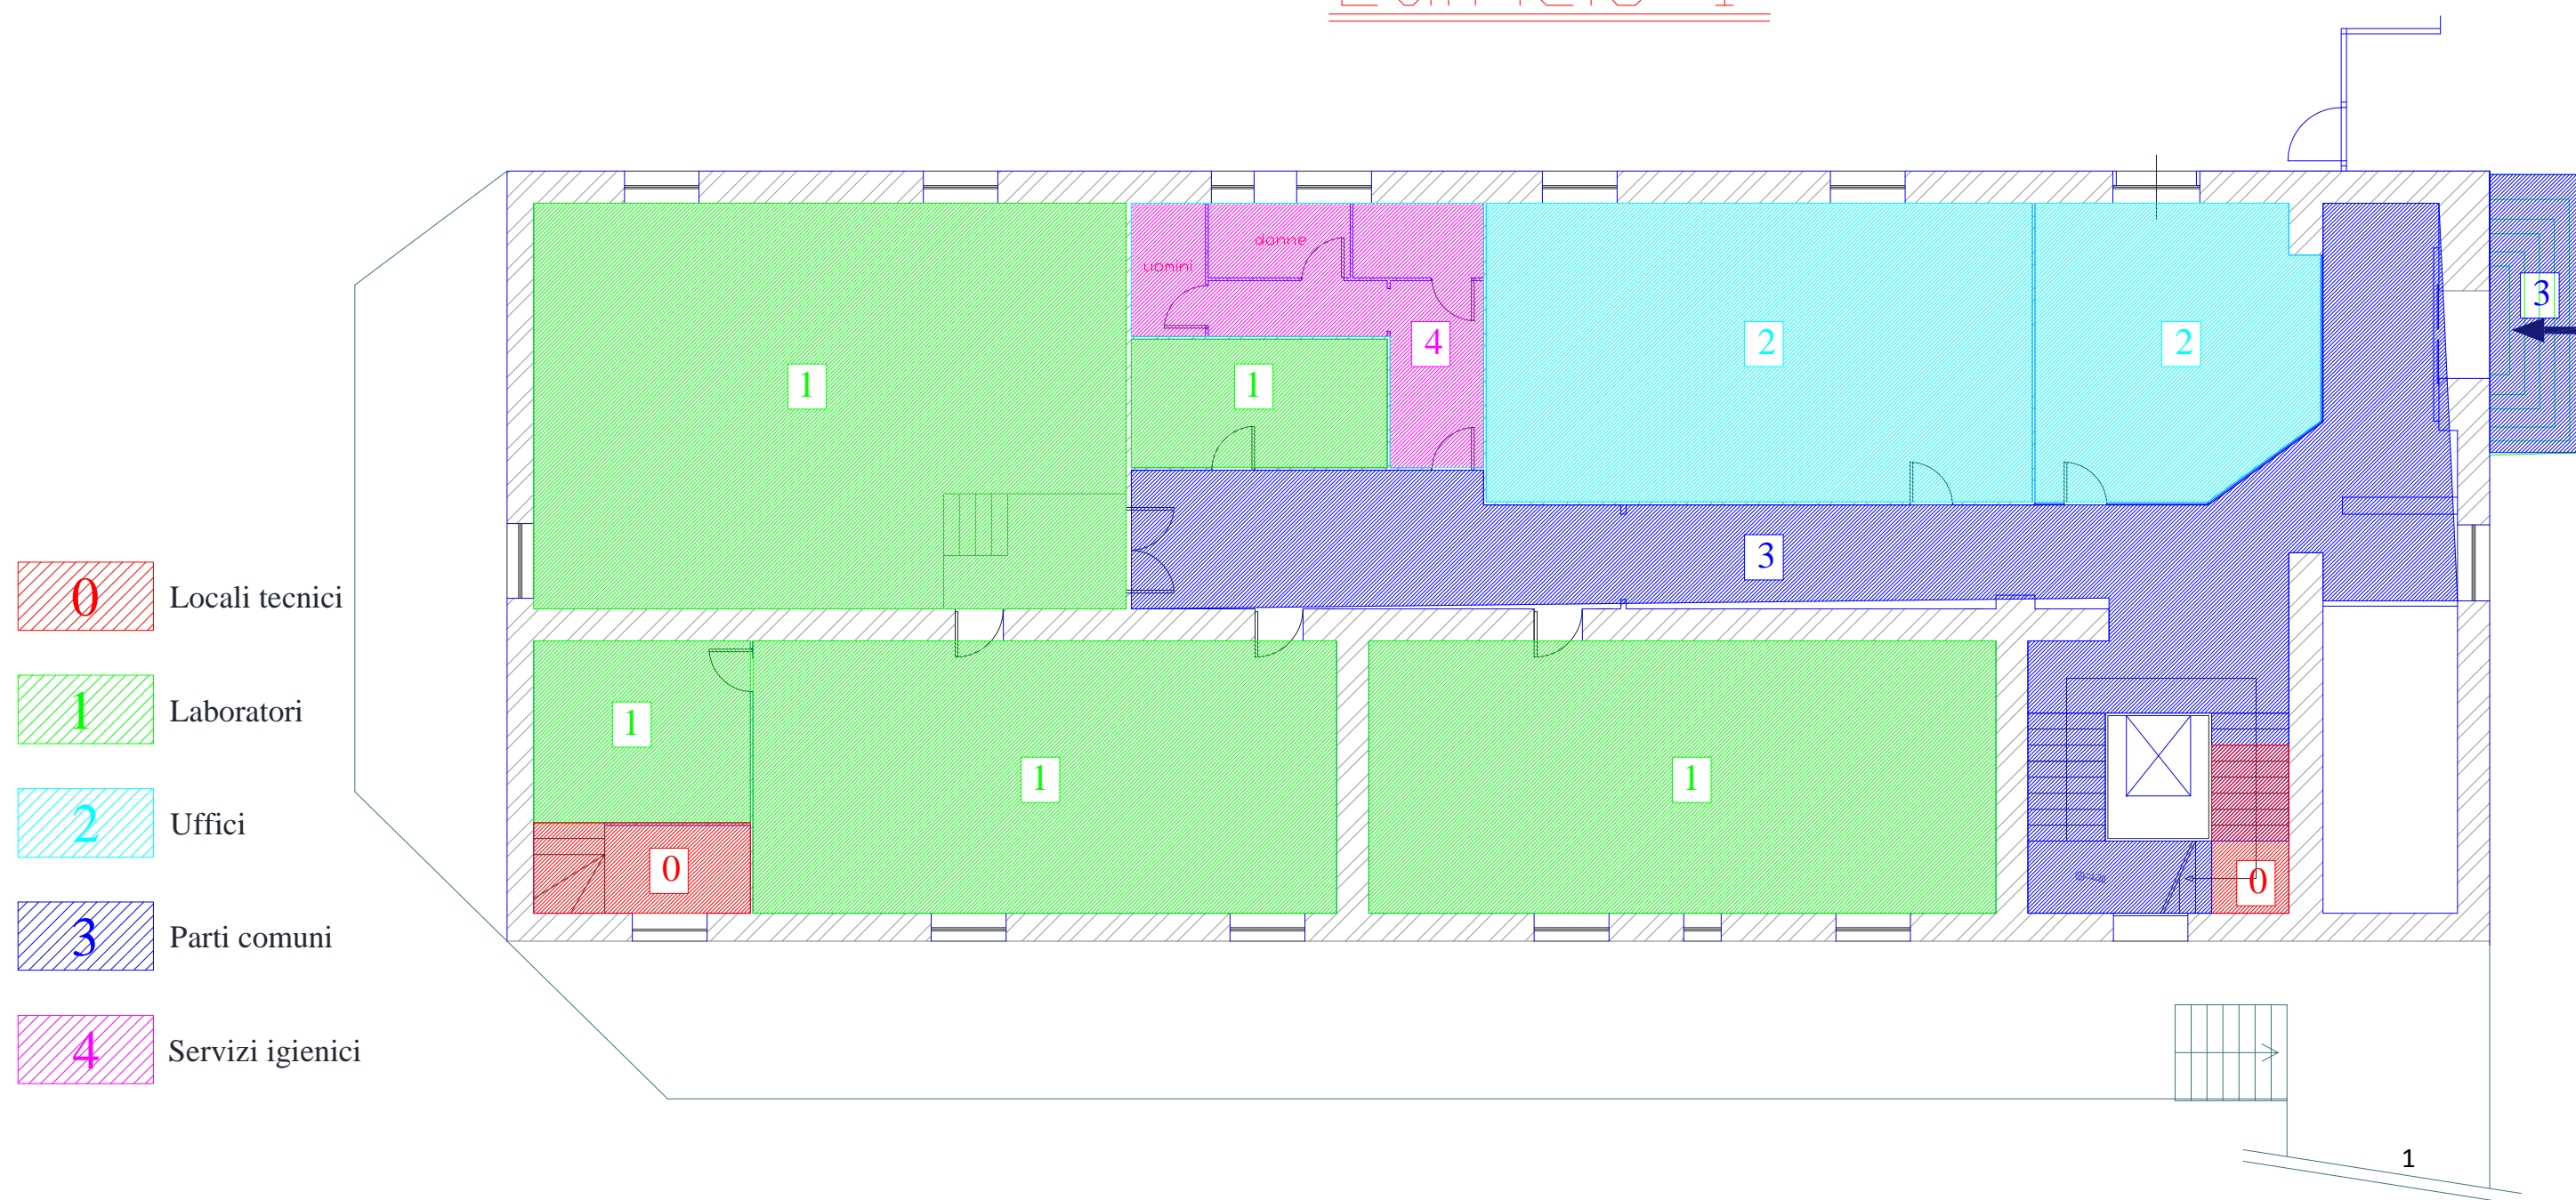 donne
uomini
3
4
2
2
1
1
3
0 Locali tecnici
1 Laboratori
1
1
1
2 Uffici
0
0
3 Parti comuni
4 Servizi igienici
1